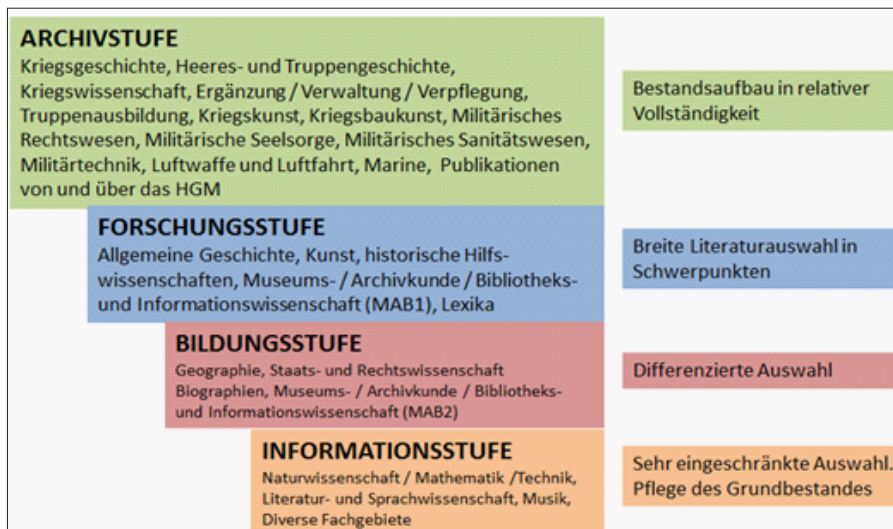 ARCHIVSTUFE
Kriegsgeschichte, Heeres- und Truppengeschichte,
Kriegswissenschaft, Ergänzung / Verwaltung / Verpflegung,
Truppenausbildung, Kriegskunst, Kriegsbaukunst, Militärisches
Rechtswesen, Militärische Seelsorge, Militärisches Sanitätswesen,
Militärtechnik, Luftwaffe und Luftfahrt, Marine, Publikationen
von und über das HGM
Bestandsaufbau in relativer
Vollständigkeit
FORSCHUNGSSTUFE
Allgemeine Geschichte, Kunst, historische Hilfs-
wissenschaften, Museums- / Archivkunde / Bibliotheks-
und Informationswissenschaft (MAB1), Lexika
Breite Literaturauswahl in
Schwerpunkten
BILDUNGSSTUFE
Geographie, Staats- und Rechtswissenschaft
Biographien, Museums- / Archivkunde / Bibliotheks-
und Informationswissenschaft (MAB2)
Differenzierte Auswahl
INFORMATIONSSTUFE
Naturwissenschaft / Mathematik /Technik,
Literatur- und Sprachwissenschaft, Musik,
Diverse Fachgebiete
Sehr eingeschränkte Auswahl.
Pflege des Grundbestandes